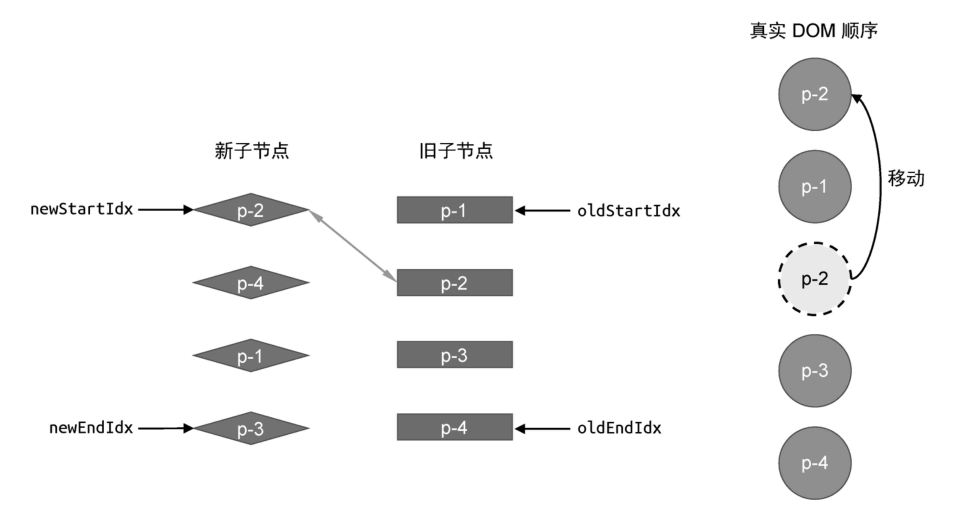 真实 DOM 顺序
p-2
新子节点
旧子节点
移动
p-1
newStartIdx
p-2
p-1
oldStartIdx
p-4
p-2
p-2
p-1
p-3
p-3
newEndIdx
p-3
p-4
oldEndIdx
p-4